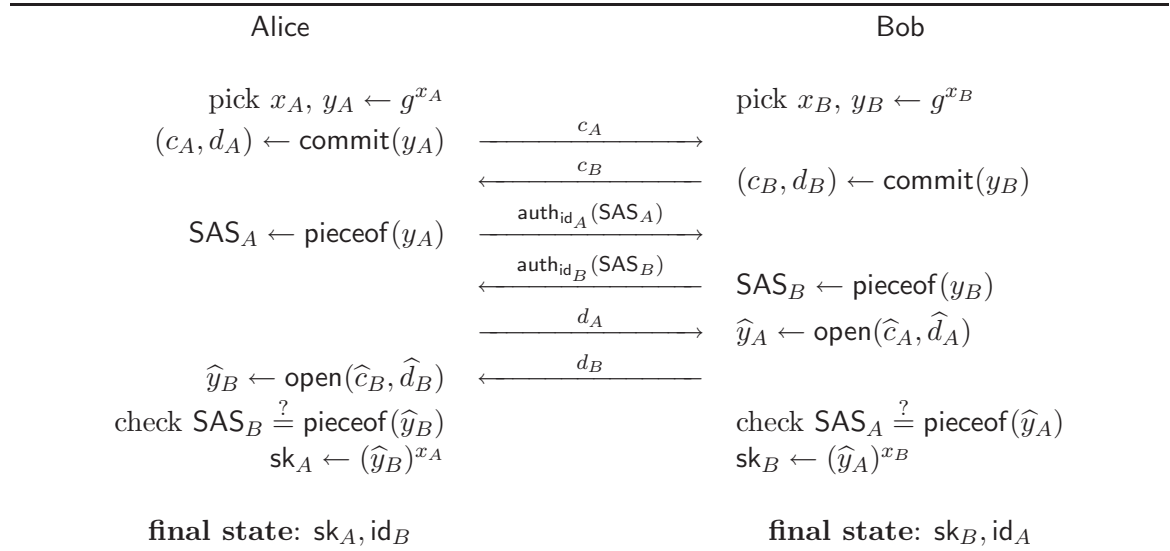 Alice Bob
pick x_A, y_A ← g^{x_A} pick x_B, y_B ← g^{x_B}
(c_A, d_A) ← commit(y_A) c_A
c_B (c_B, d_B) ← commit(y_B)
SAS_A ← pieceof(y_A) auth_{id_A}(SAS_A)
auth_{id_B}(SAS_B) SAS_B ← pieceof(y_B)
d_A ŷ_A ← open(ĉ_A, d̂_A)
ŷ_B ← open(ĉ_B, d̂_B) d_B
check SAS_B ≟ pieceof(ŷ_B) check SAS_A ≟ pieceof(ŷ_A)
sk_A ← (ŷ_B)^{x_A} sk_B ← (ŷ_A)^{x_B}
final state: sk_A, id_B final state: sk_B, id_A